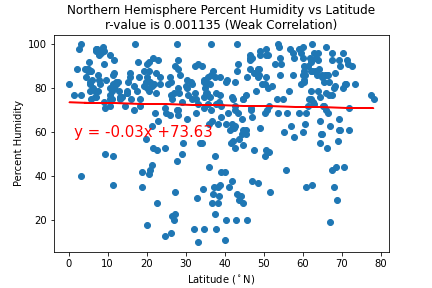 Northern Hemisphere Percent Humidity vs Latitude
r-value is 0.001135 (Weak Correlation)
100
80
60
40
20
Percent Humidity
y = -0.03x +73.63
0 10 20 30 40 50 60 70 80
Latitude (°N)